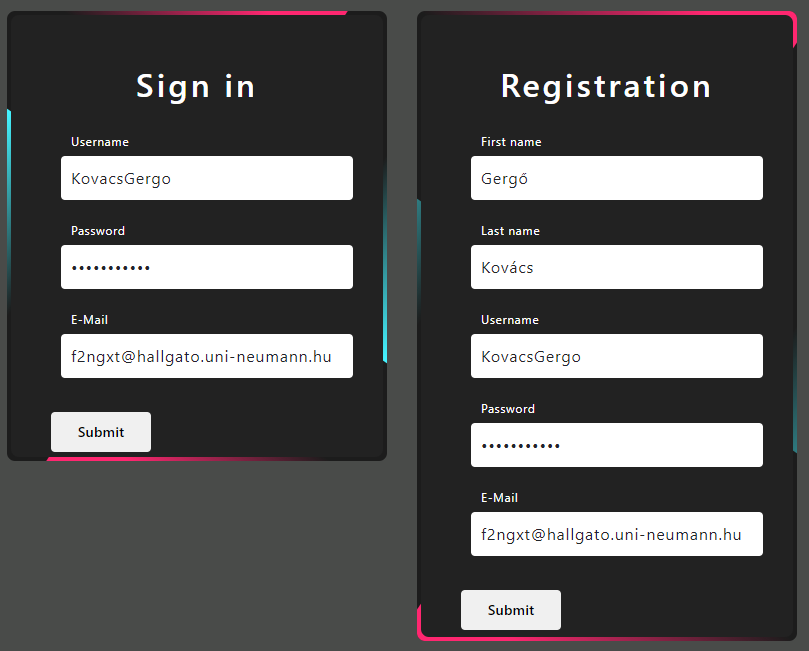 Sign in
Username
KovacsGergo
Password
•••••••••••
E-Mail
f2ngxt@hallgato.uni-neumann.hu
Submit
Registration
First name
Gergő
Last name
Kovács
Username
KovacsGergo
Password
•••••••••••
E-Mail
f2ngxt@hallgato.uni-neumann.hu
Submit